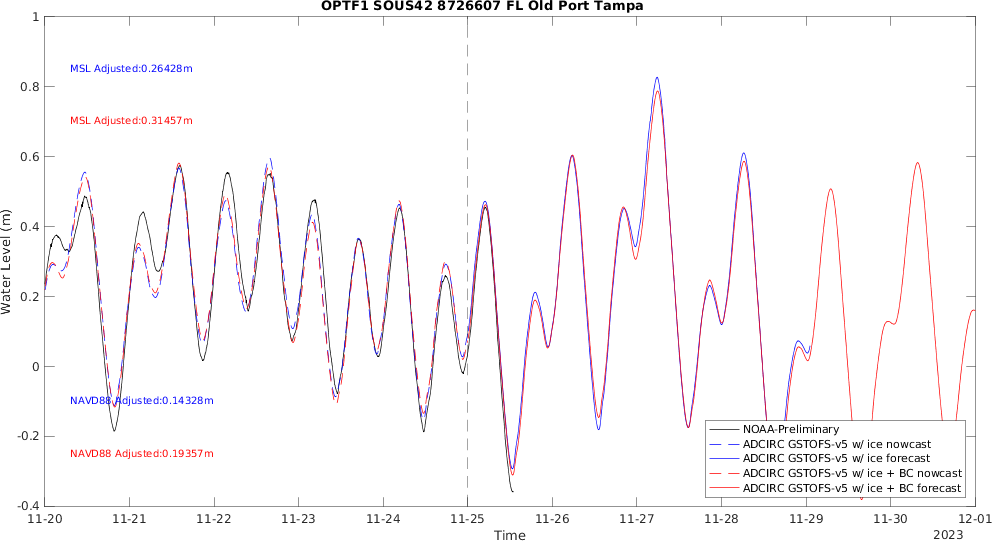 OPTF1 SOUS42 8726607 FL Old Port Tampa
1
0.8
0.6
0.4
0.2
0
-0.2
-0.4
Water Level (m)
MSL Adjusted:0.26428m
MSL Adjusted:0.31457m
NAVD88 Adjusted:0.14328m
NAVD88 Adjusted:0.19357m
NOAA-Preliminary
ADCIRC GSTOFS-v5 w/ ice nowcast
ADCIRC GSTOFS-v5 w/ ice forecast
ADCIRC GSTOFS-v5 w/ ice + BC nowcast
ADCIRC GSTOFS-v5 w/ ice + BC forecast
11-20 11-21 11-22 11-23 11-24 11-25 11-26 11-27 11-28 11-29 11-30 12-01
Time
2023